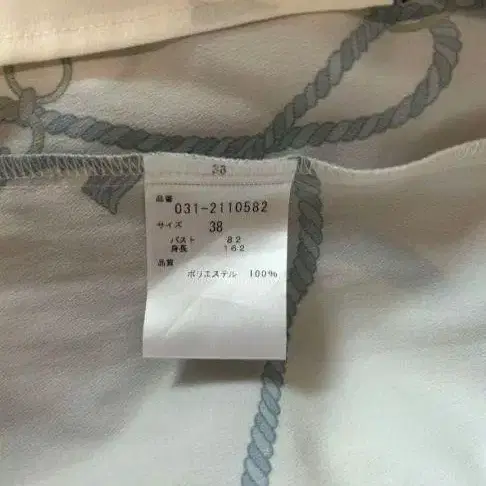 38
品番
031-2110582
サイズ 38
バスト 82
身長 162
品質
ポリエステル 100%